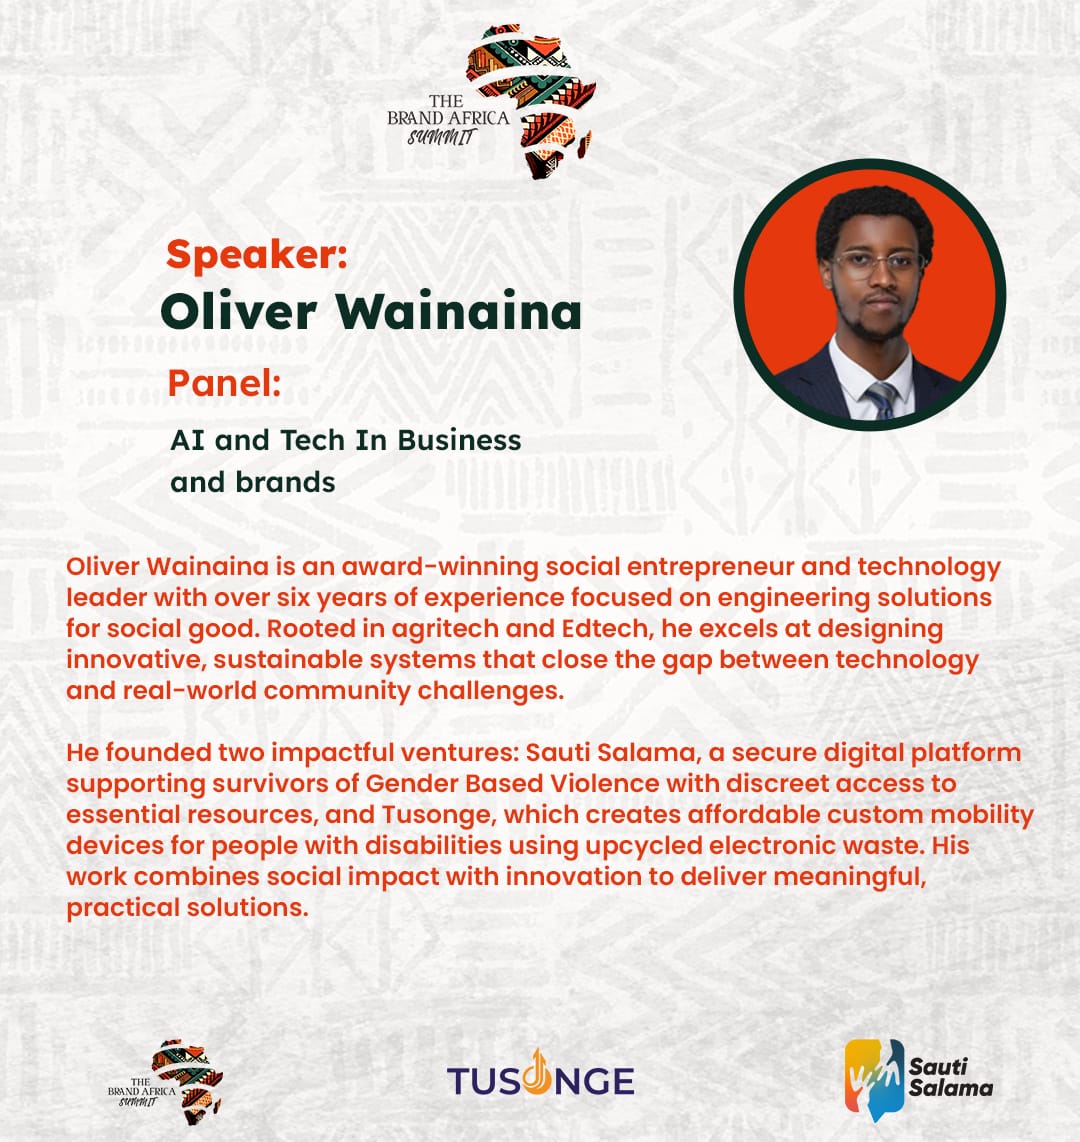 THE
BRAND AFRICA
SUMMIT
Speaker:
Oliver Wainaina
Panel:
AI and Tech In Business
and brands
Oliver Wainaina is an award-winning social entrepreneur and technology
leader with over six years of experience focused on engineering solutions
for social good. Rooted in agritech and Edtech, he excels at designing
innovative, sustainable systems that close the gap between technology
and real-world community challenges.
He founded two impactful ventures: Sauti Salama, a secure digital platform
supporting survivors of Gender Based Violence with discreet access to
essential resources, and Tusonge, which creates affordable custom mobility
devices for people with disabilities using upcycled electronic waste. His
work combines social impact with innovation to deliver meaningful,
practical solutions.
THE
BRAND AFRICA
SUMMIT
TUSONGE
Sauti
Salama